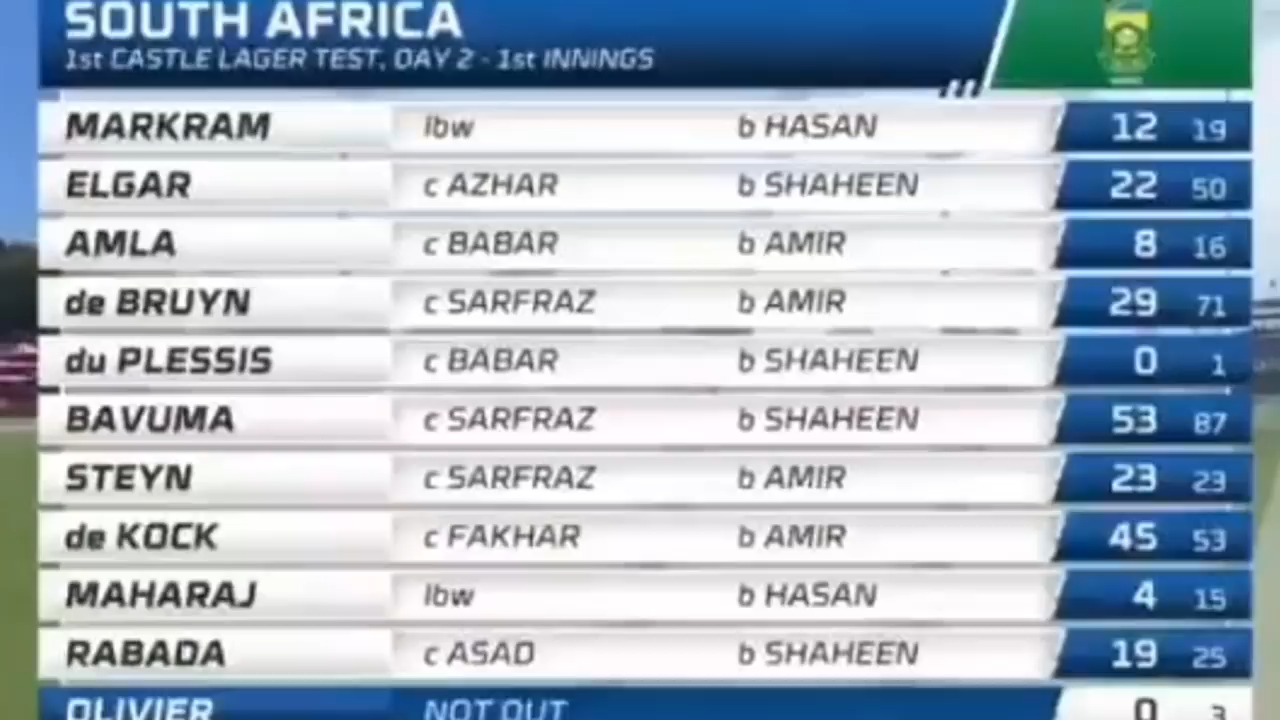 SOUTH AFRICA
1st CASTLE LAGER TEST, DAY 2 - 1st INNINGS
MARKRAM lbw b HASAN 12 19
ELGAR c AZHAR b SHAHEEN 22 50
AMLA c BABAR b AMIR 8 16
de BRUYN c SARFRAZ b AMIR 29 71
du PLESSIS c BABAR b SHAHEEN 0 1
BAVUMA c SARFRAZ b SHAHEEN 53 87
STEYN c SARFRAZ b AMIR 23 23
de KOCK c FAKHAR b AMIR 45 53
MAHARAJ lbw b HASAN 4 15
RABADA c ASAD b SHAHEEN 19 25
OLIVIER NOT OUT 0 3